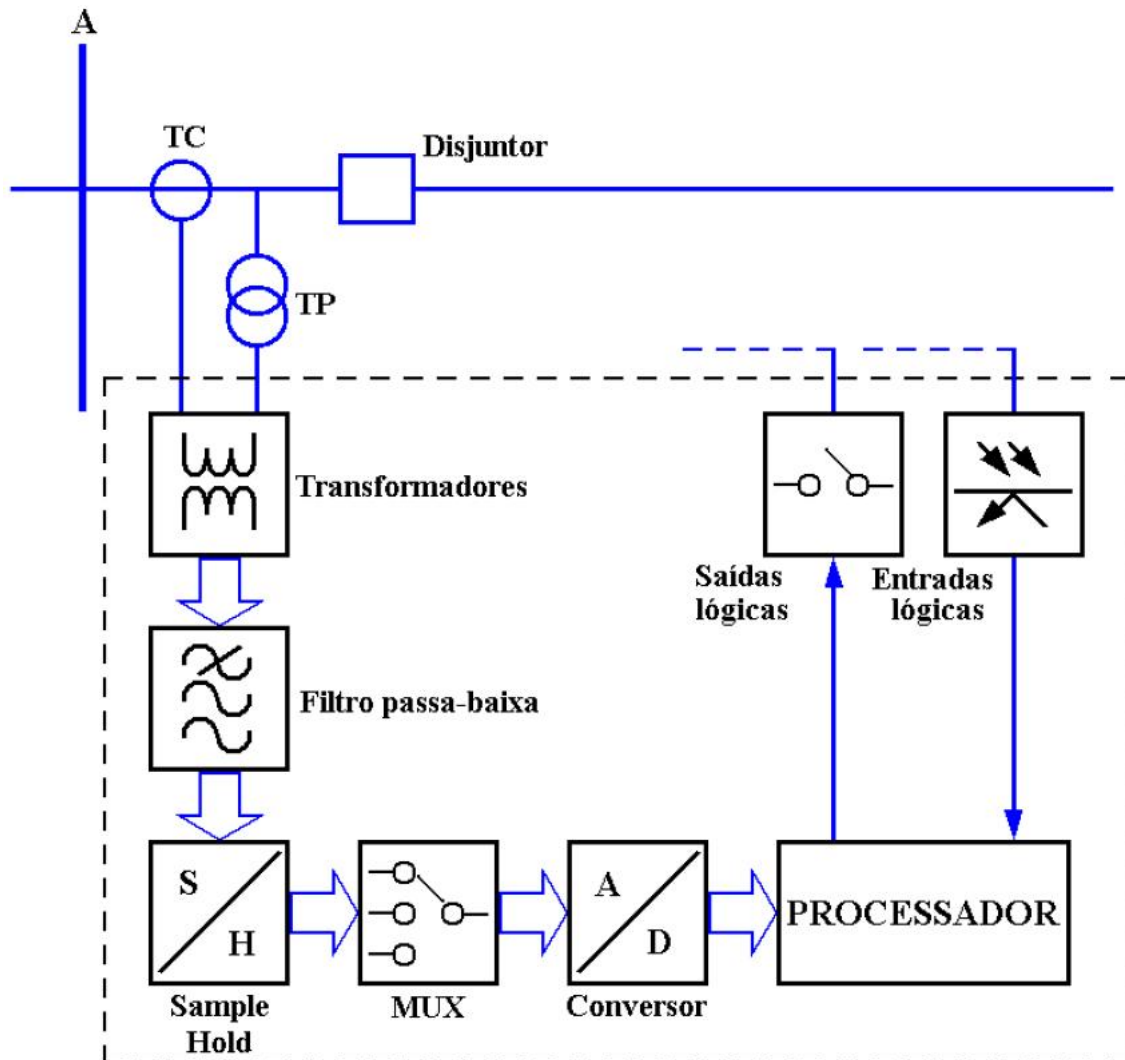 A
TC
Disjuntor
TP
Transformadores
Saídas
lógicas
Entradas
lógicas
Filtro passa-baixa
S
H
A
D
PROCESSADOR
Sample
Hold
MUX
Conversor